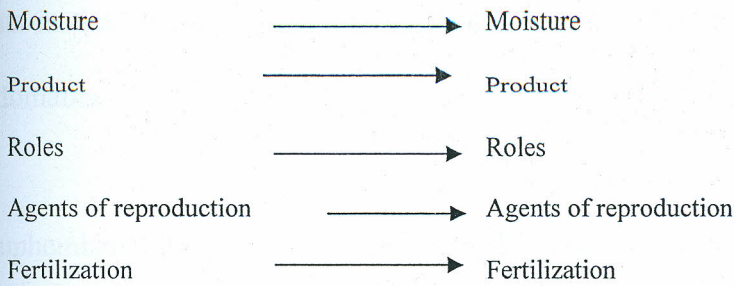 Moisture Moisture
Product Product
Roles Roles
Agents of reproduction Agents of reproduction
Fertilization Fertilization